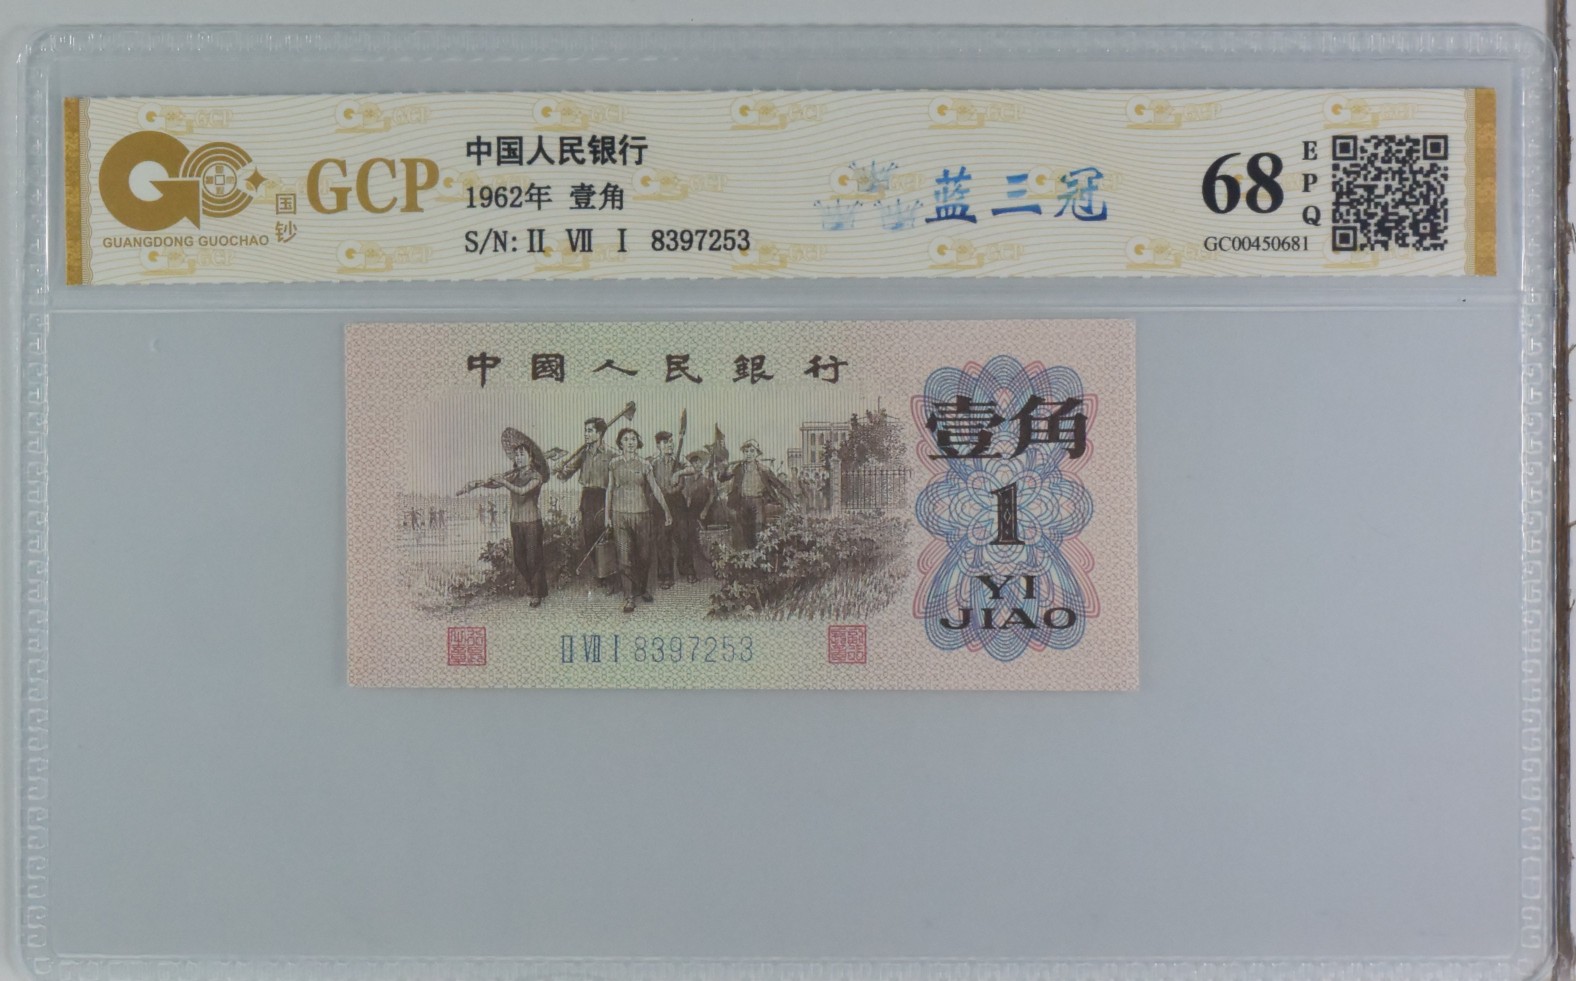 GUANGDONG GUOCHAO
国钞
GCP
中国人民银行
1962年 壹角
S/N: II VII I 8397253
蓝三冠
68
EPQ
GC00450681
中國人民銀行
壹角
1
YI
JIAO
II VII I 8397253